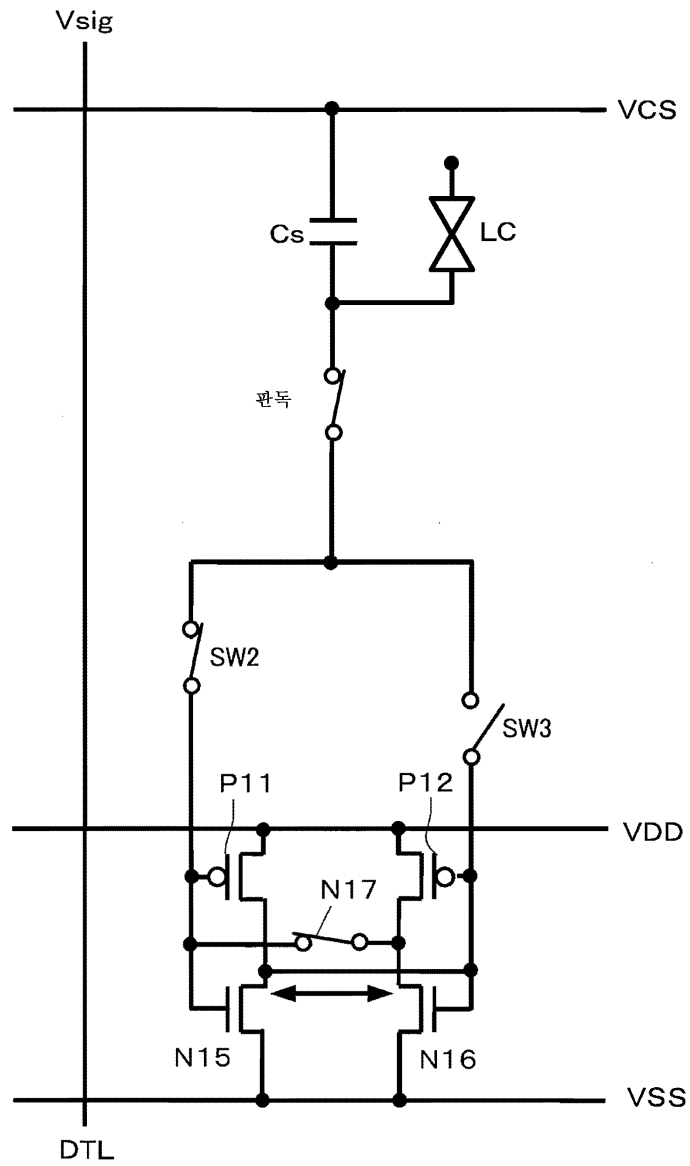 Vsig
VCS
Cs
LC
판독
SW2
SW3
P11
P12
VDD
N17
N15
N16
VSS
DTL